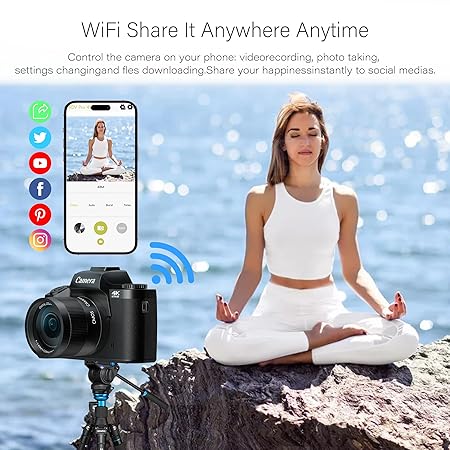 WiFi Share It Anywhere Anytime
Control the camera on your phone: videorecording, photo taking,
settings changingand fles downloading.Share your happinessinstantly to social medias.
Camera
4K